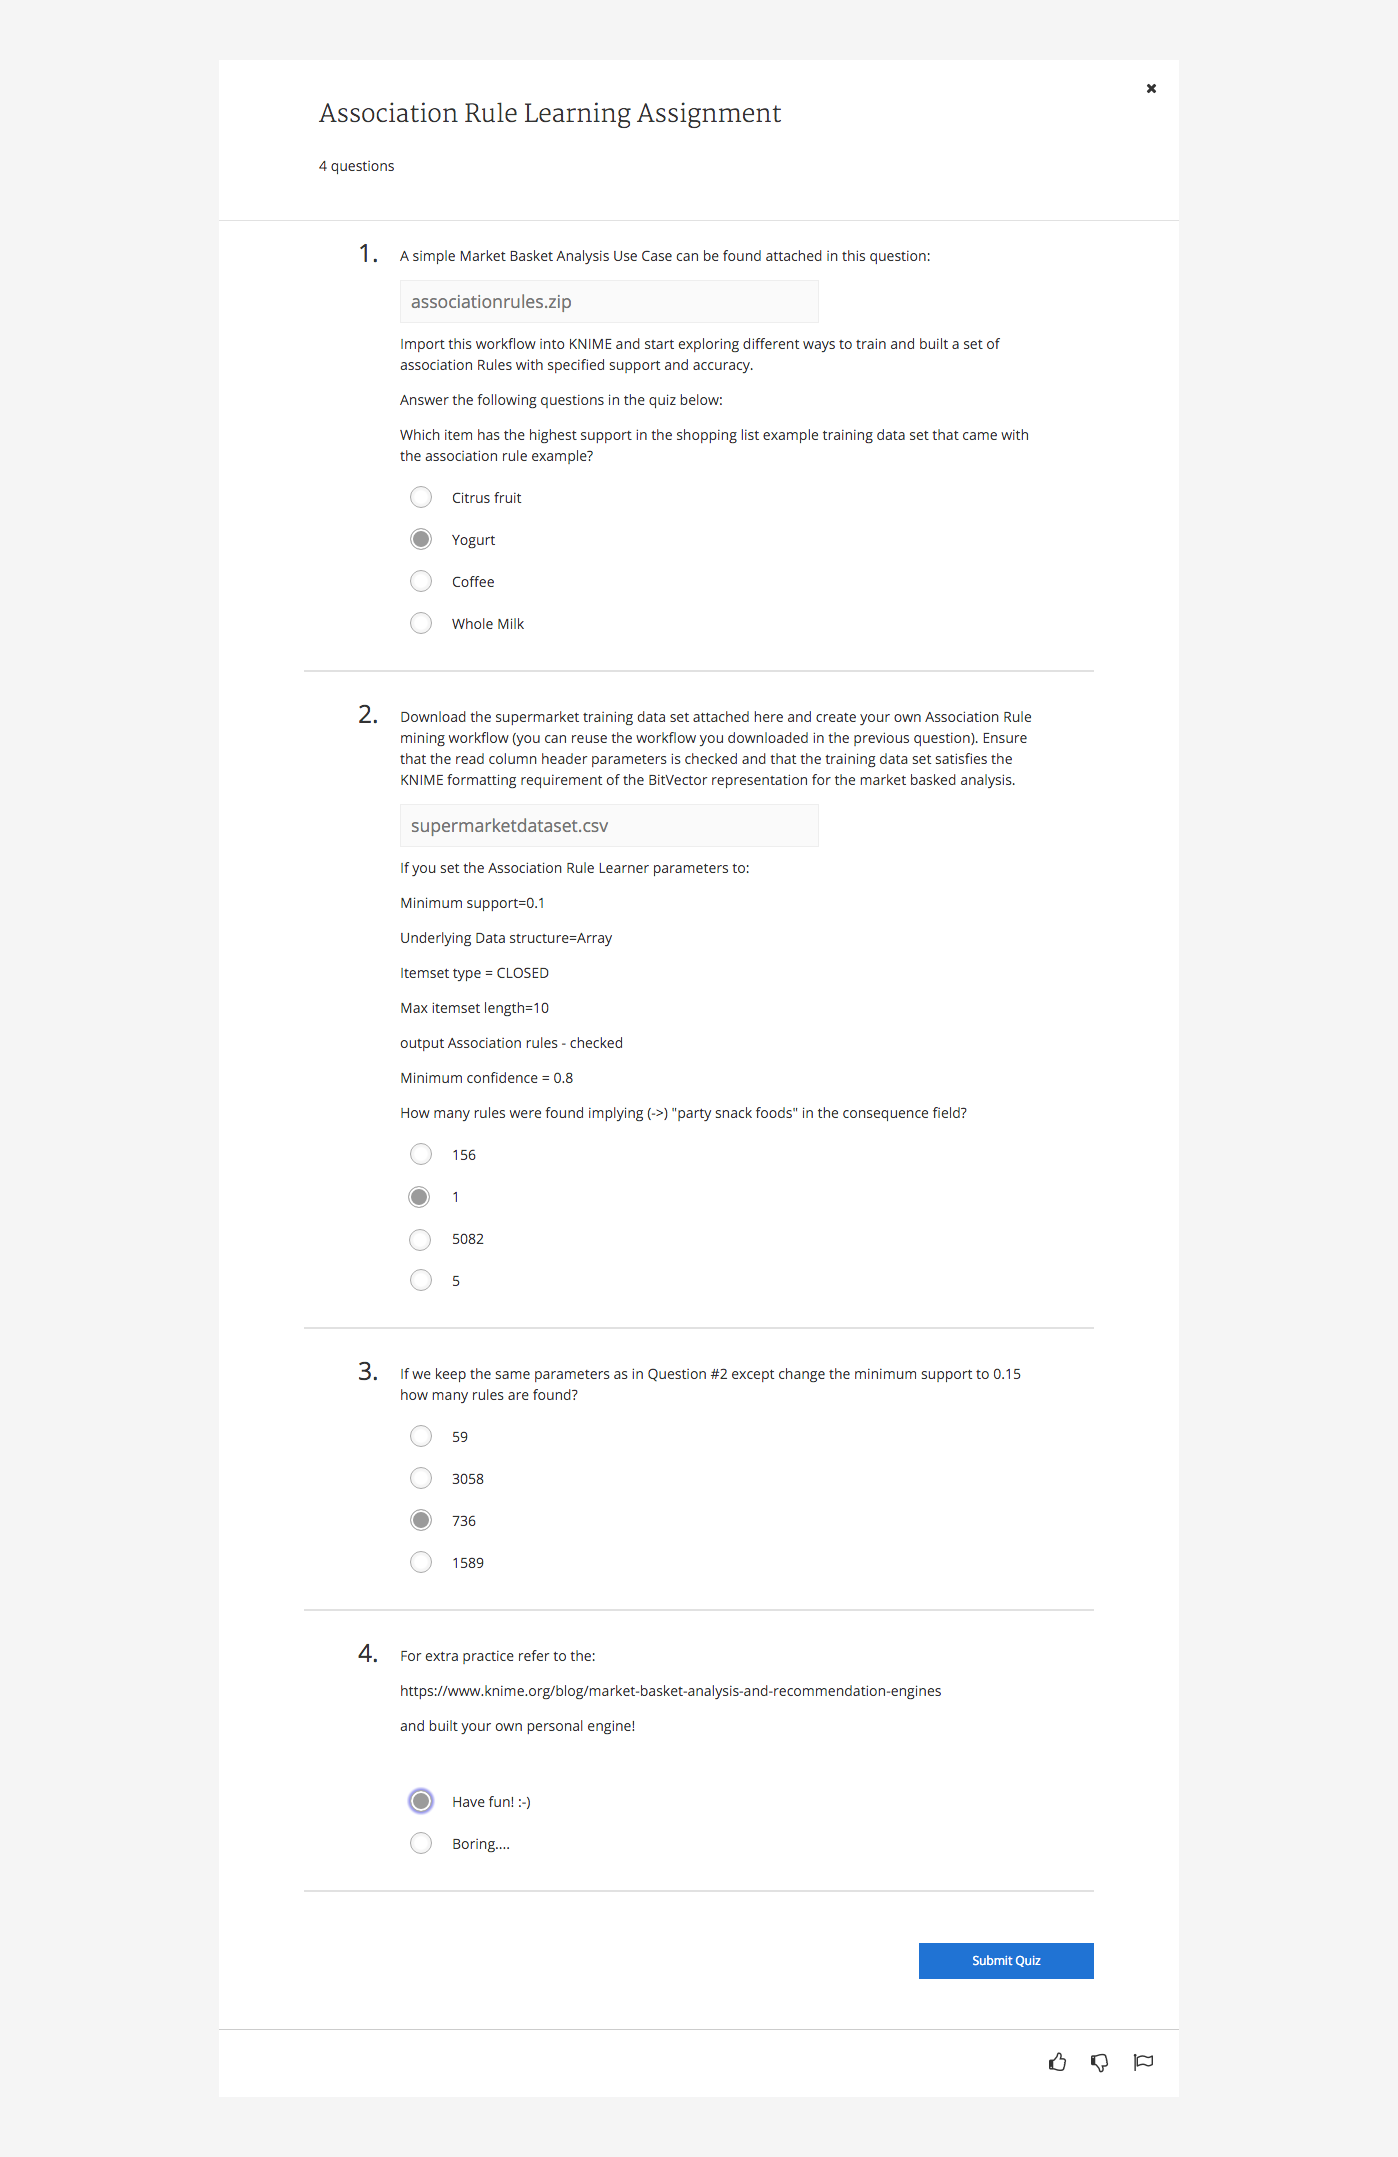 Association Rule Learning Assignment
4 questions
1. A simple Market Basket Analysis Use Case can be found attached in this question:
associationrules.zip
Import this workflow into KNIME and start exploring different ways to train and built a set of
association Rules with specified support and accuracy.
Answer the following questions in the quiz below:
Which item has the highest support in the shopping list example training data set that came with
the association rule example?
Citrus fruit
Yogurt
Coffee
Whole Milk
2. Download the supermarket training data set attached here and create your own Association Rule
mining workflow (you can reuse the workflow you downloaded in the previous question). Ensure
that the read column header parameters is checked and that the training data set satisfies the
KNIME formatting requirement of the BitVector representation for the market basked analysis.
supermarketdataset.csv
If you set the Association Rule Learner parameters to:
Minimum support=0.1
Underlying Data structure=Array
Itemset type = CLOSED
Max itemset length=10
output Association rules - checked
Minimum confidence = 0.8
How many rules were found implying (->) "party snack foods" in the consequence field?
156
1
5082
5
3. If we keep the same parameters as in Question #2 except change the minimum support to 0.15
how many rules are found?
59
3058
736
1589
4. For extra practice refer to the:
https://www.knime.org/blog/market-basket-analysis-and-recommendation-engines
and built your own personal engine!
Have fun! :-)
Boring....
Submit Quiz